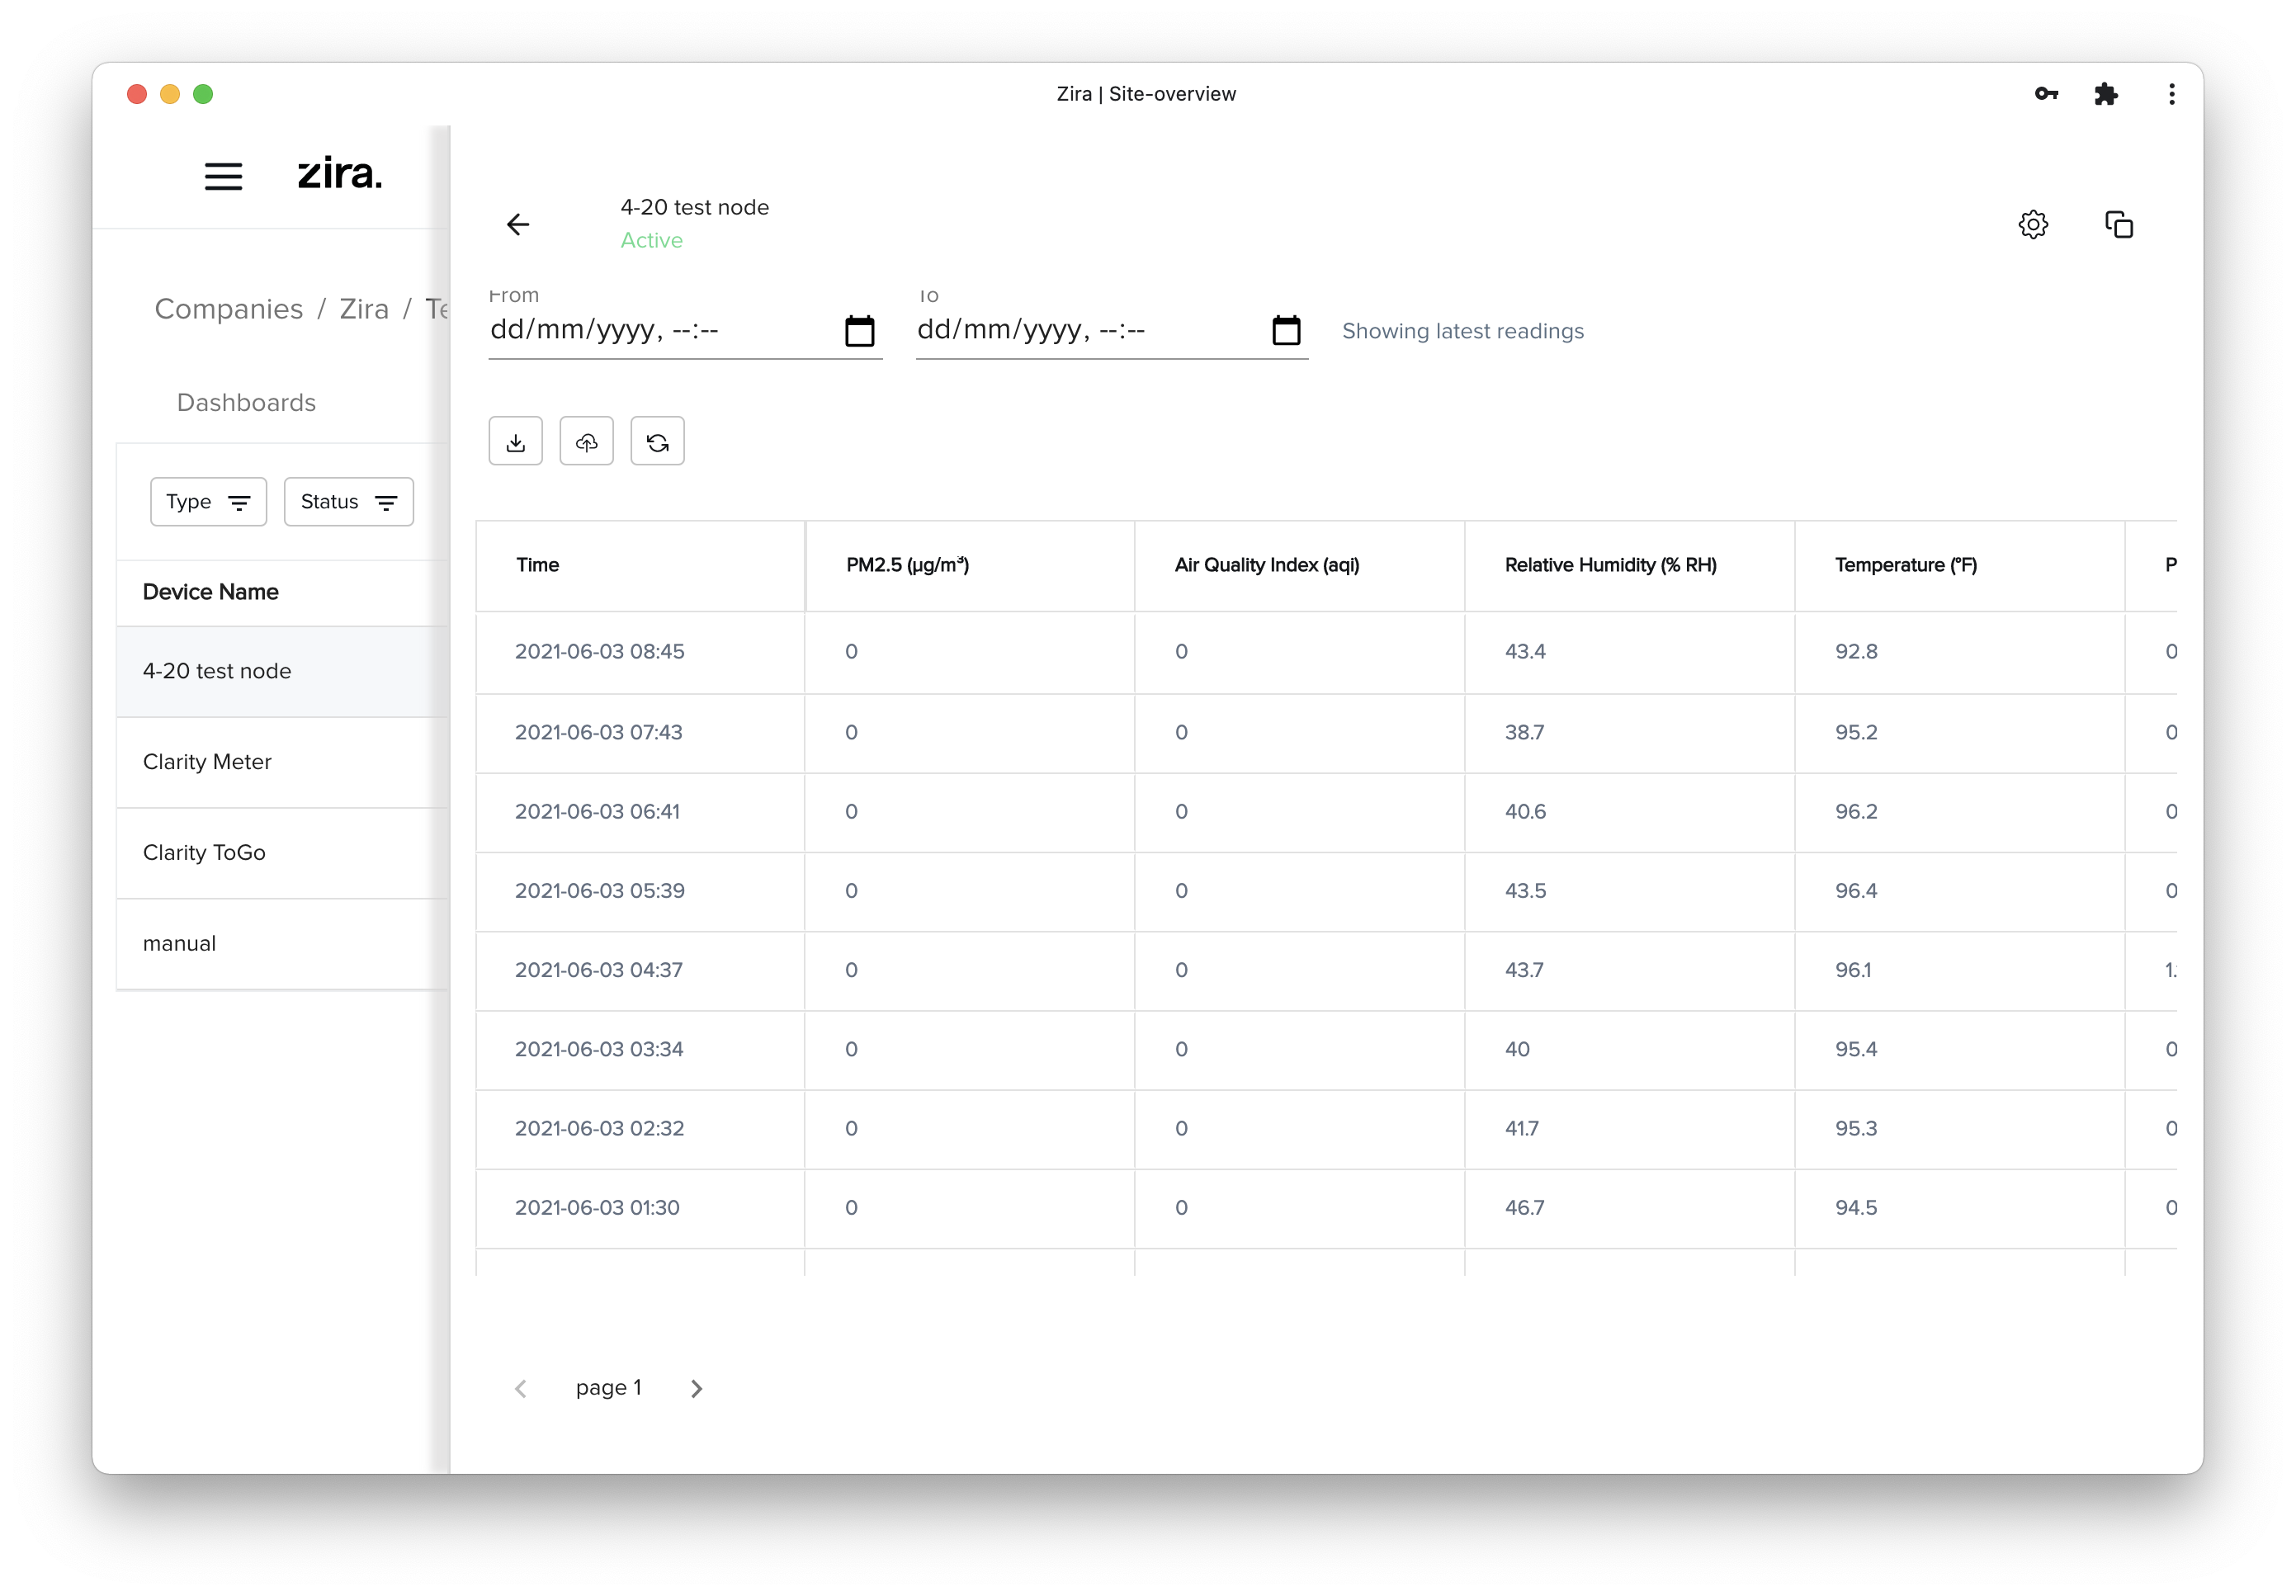 Zira | Site-overview
zira.
Companies / Zira / Te
Dashboards
Type
Status
Device Name
4-20 test node
Clarity Meter
Clarity ToGo
manual
4-20 test node
Active
From
To
dd/mm/yyyy, --:--
dd/mm/yyyy, --:--
Showing latest readings
Time PM2.5 (µg/m³) Air Quality Index (aqi) Relative Humidity (% RH) Temperature (°F) P
2021-06-03 08:45 0 0 43.4 92.8 0
2021-06-03 07:43 0 0 38.7 95.2 0
2021-06-03 06:41 0 0 40.6 96.2 0
2021-06-03 05:39 0 0 43.5 96.4 0
2021-06-03 04:37 0 0 43.7 96.1 1.
2021-06-03 03:34 0 0 40 95.4 0
2021-06-03 02:32 0 0 41.7 95.3 0
2021-06-03 01:30 0 0 46.7 94.5 0
page 1